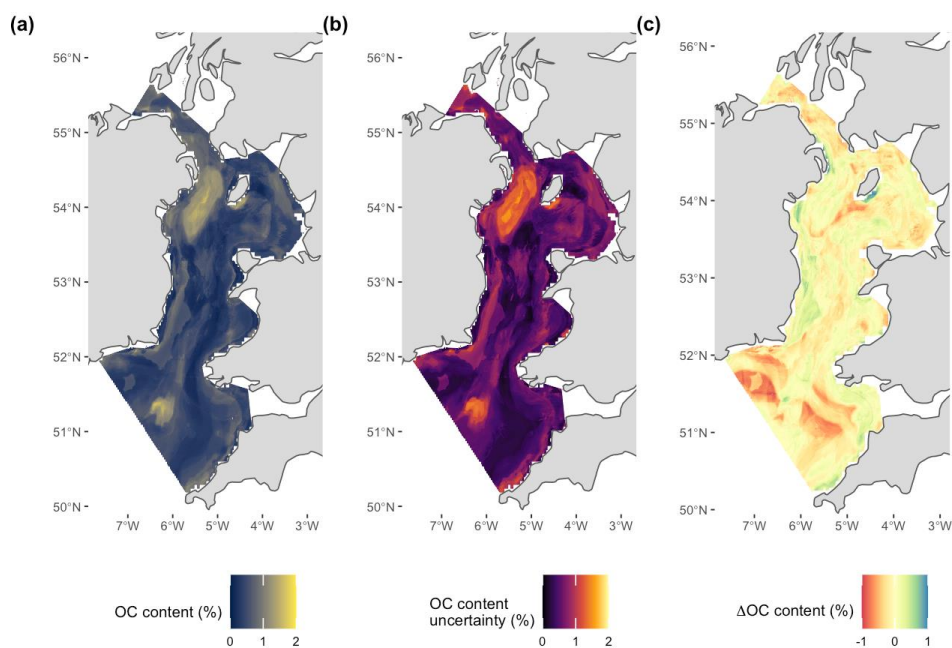 (a)
(b)
(c)
56°N
55°N
54°N
53°N
52°N
51°N
50°N
7°W 6°W 5°W 4°W 3°W
56°N
55°N
54°N
53°N
52°N
51°N
50°N
7°W 6°W 5°W 4°W 3°W
56°N
55°N
54°N
53°N
52°N
51°N
50°N
7°W 6°W 5°W 4°W 3°W
OC content (%)
0 1 2
OC content
uncertainty (%)
0 1 2
ΔOC content (%)
-1 0 1